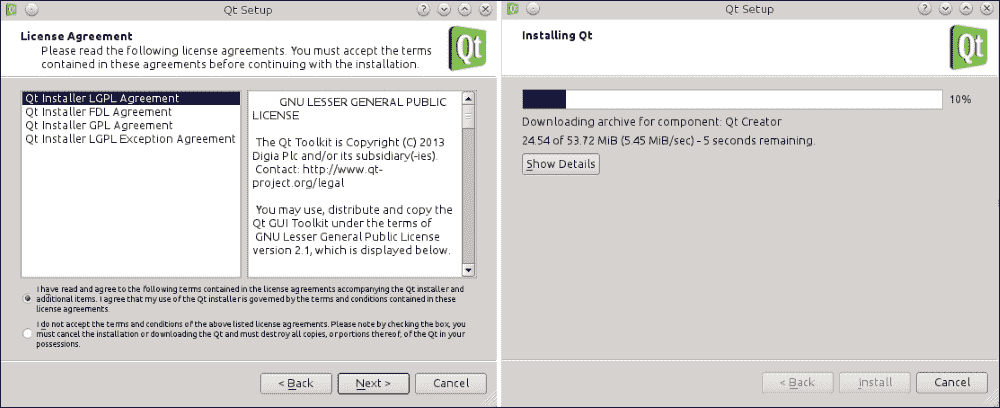 Qt Setup
License Agreement
Please read the following license agreements. You must accept the terms
contained in these agreements before continuing with the installation.
Qt
Qt Installer LGPL Agreement
Qt Installer FDL Agreement
Qt Installer GPL Agreement
Qt Installer LGPL Exception Agreement
GNU LESSER GENERAL PUBLIC
LICENSE
The Qt Toolkit is Copyright (C) 2013
Digia Plc and/or its subsidiary(-ies).
Contact: http://www.qt-
project.org/legal
You may use, distribute and copy the
Qt GUI Toolkit under the terms of
GNU Lesser General Public License
version 2.1, which is displayed below.
I have read and agree to the following terms contained in the license agreements accompanying the Qt installer and
additional items. I agree that my use of the Qt installer is governed by the terms and conditions contained in these
license agreements.
I do not accept the terms and conditions of the above listed license agreements. Please note by checking the box, you
must cancel the installation or downloading the Qt and must destroy all copies, or portions thereof, of the Qt in your
possessions.
< Back
Next >
Cancel
Qt Setup
Installing Qt
Qt
10%
Downloading archive for component: Qt Creator
24.54 of 53.72 MiB (5.45 MiB/sec) - 5 seconds remaining.
Show Details
< Back
Install
Cancel